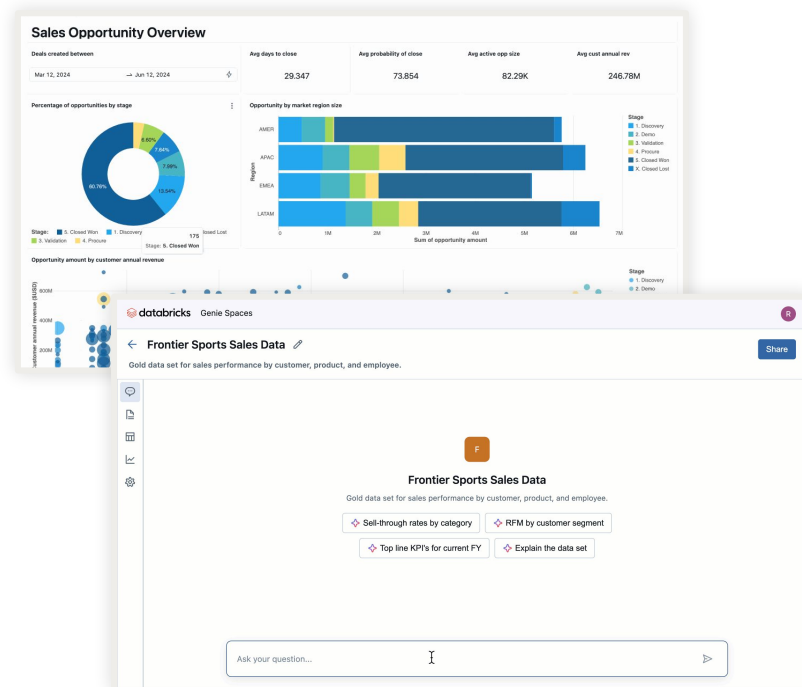 Sales Opportunity Overview
Deals created between
Mar 12, 2024 → Jun 12, 2024
Avg days to close
29.347
Avg probability of close
73.854
Avg active opp size
82.29K
Avg cust annual rev
246.78M
Percentage of opportunities by stage
8.60%
7.64%
7.89%
13.54%
60.76%
Stage:
5. Closed Won
1. Discovery
losed Lost
3. Validation
4. Procure
175
Stage: 5. Closed Won
Opportunity by market region size
Region
AMER
APAC
EMEA
LATAM
0 1M 2M 3M 4M 5M 6M 7M
Sum of opportunity amount
Stage
1. Discovery
2. Demo
3. Validation
4. Procure
5. Closed Won
X. Closed Lost
Opportunity amount by customer annual revenue
ustomer annual revenue ($USD)
600M
400M
200M
Stage
1. Discovery
2. Demo
databricks Genie Spaces
R
Frontier Sports Sales Data
Share
Gold data set for sales performance by customer, product, and employee.
F
Frontier Sports Sales Data
Gold data set for sales performance by customer, product, and employee.
Sell-through rates by category
RFM by customer segment
Top line KPI's for current FY
Explain the data set
Ask your question...